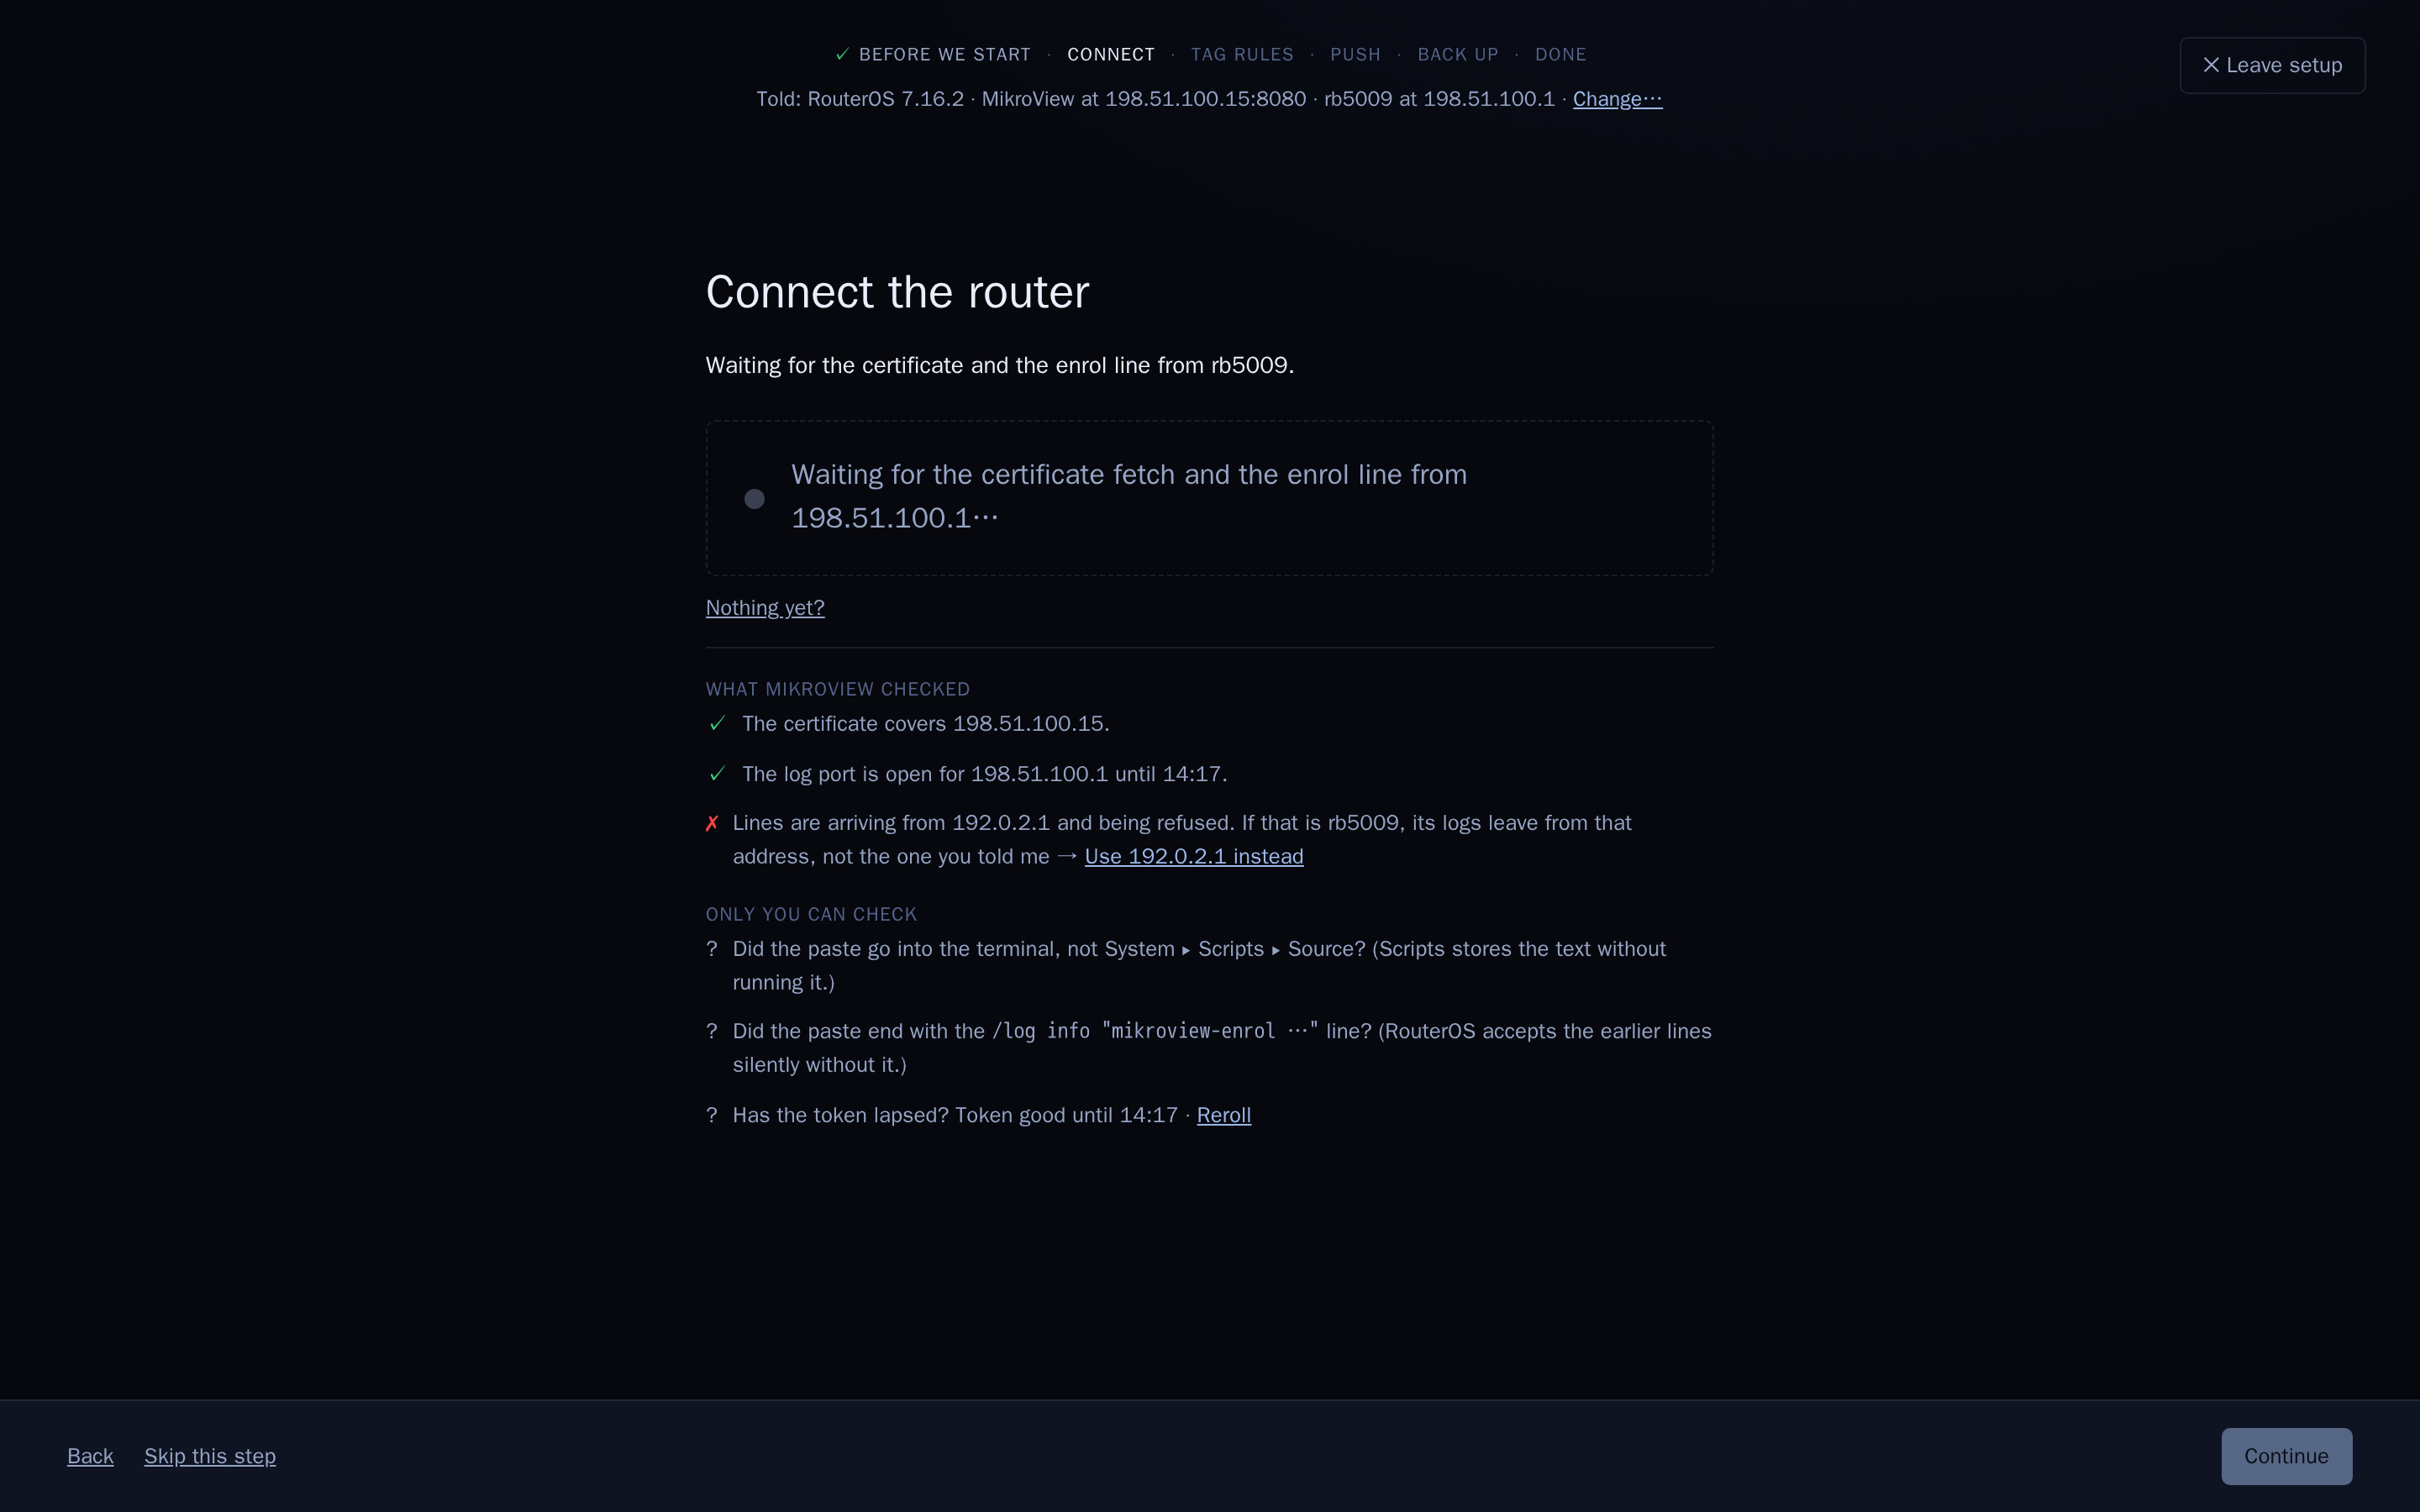 ✓ BEFORE WE START · CONNECT · TAG RULES · PUSH · BACK UP · DONE
Told: RouterOS 7.16.2 · MikroView at 198.51.100.15:8080 · rb5009 at 198.51.100.1 · Change…
✕ Leave setup
Connect the router
Waiting for the certificate and the enrol line from rb5009.
Waiting for the certificate fetch and the enrol line from
198.51.100.1…
Nothing yet?
WHAT MIKROVIEW CHECKED
✓ The certificate covers 198.51.100.15.
✓ The log port is open for 198.51.100.1 until 14:17.
✗ Lines are arriving from 192.0.2.1 and being refused. If that is rb5009, its logs leave from that
address, not the one you told me → Use 192.0.2.1 instead
ONLY YOU CAN CHECK
? Did the paste go into the terminal, not System ▸ Scripts ▸ Source? (Scripts stores the text without
running it.)
? Did the paste end with the /log info "mikroview-enrol …" line? (RouterOS accepts the earlier lines
silently without it.)
? Has the token lapsed? Token good until 14:17 · Reroll
Back
Skip this step
Continue